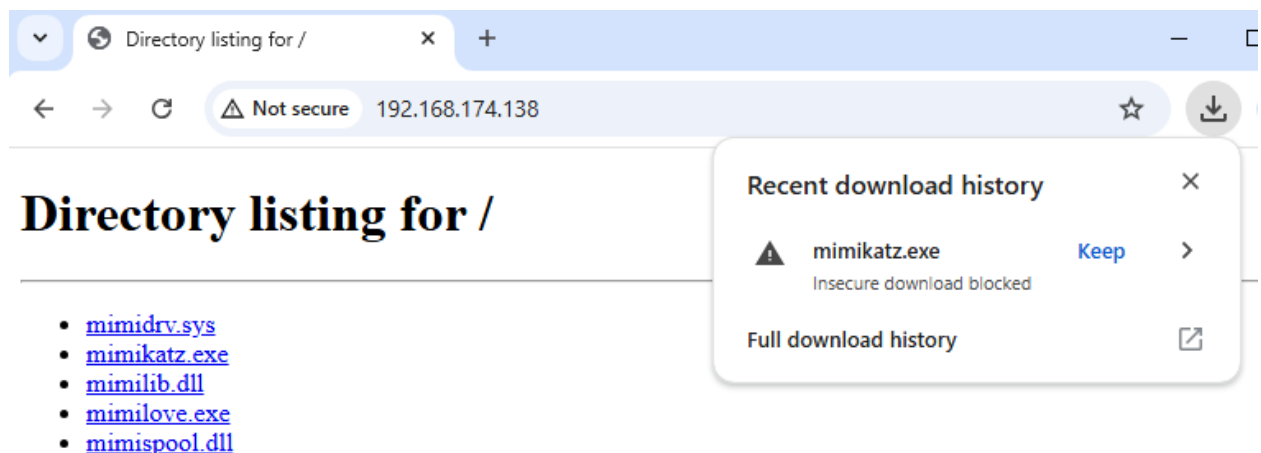 Directory listing for /
Not secure 192.168.174.138
Recent download history
mimikatz.exe Keep
Insecure download blocked
Full download history
Directory listing for /
mimidrv.sys
mimikatz.exe
mimilib.dll
mimilove.exe
mimispool.dll